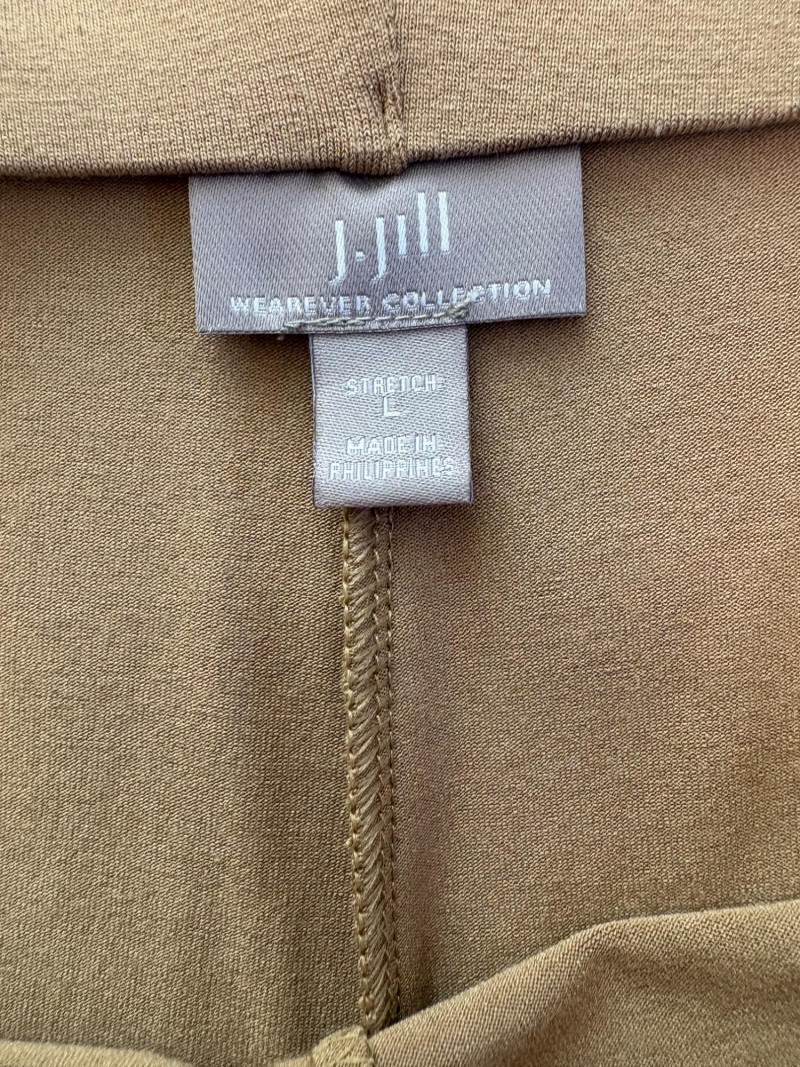 J.Jill
WEAREVER COLLECTION
STRETCH
L
MADE IN
PHILIPPINES